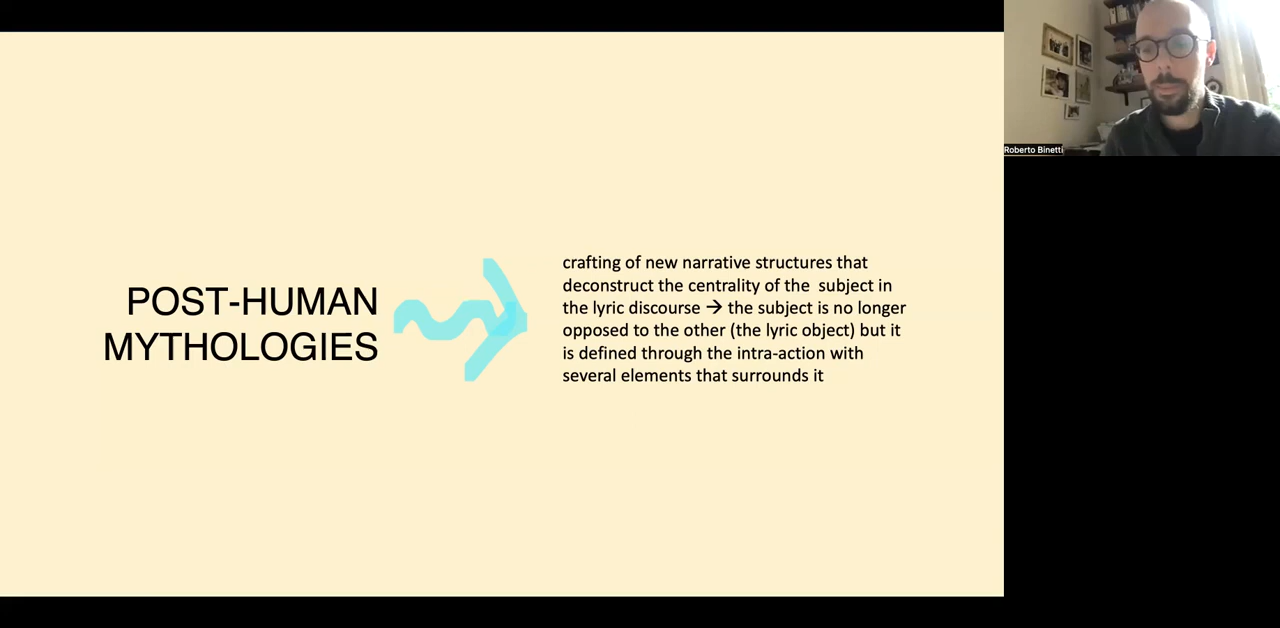 POST-HUMAN
MYTHOLOGIES
crafting of new narrative structures that
deconstruct the centrality of the  subject in
the lyric discourse → the subject is no longer
opposed to the other (the lyric object) but it
is defined through the intra-action with
several elements that surrounds it
Roberto Binetti